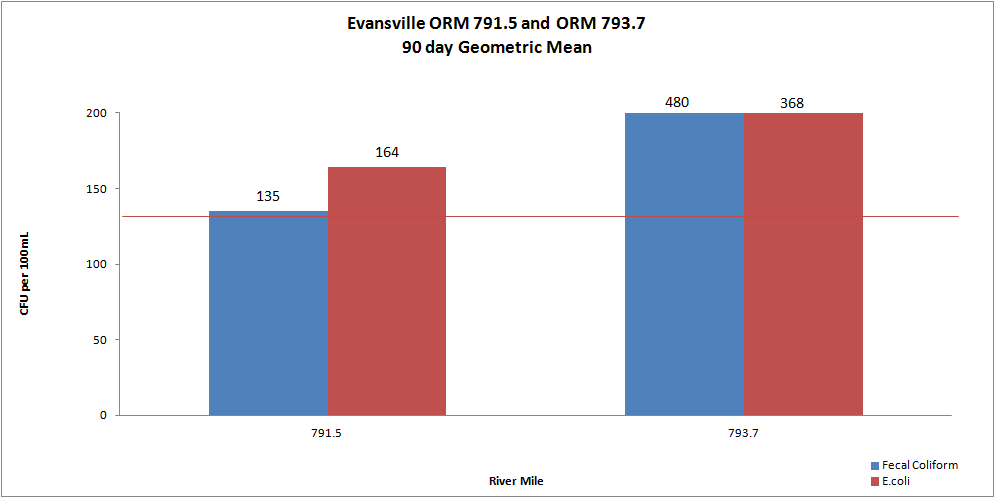 Evansville ORM 791.5 and ORM 793.7
90 day Geometric Mean
480
368
200
164
150
135
100
50
0
CFU per 100mL
791.5
793.7
River Mile
Fecal Coliform
E.coli